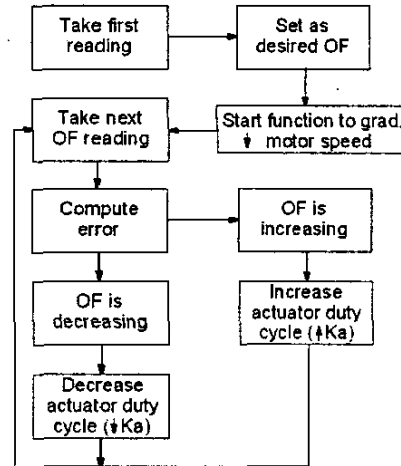 Take first
reading
Set as
desired OF
Take next
OF reading
Start function to grad.
↓ motor speed
Compute
error
OF is
increasing
OF is
decreasing
Increase
actuator duty
cycle (↑Ka)
Decrease
actuator duty
cycle (↓Ka)